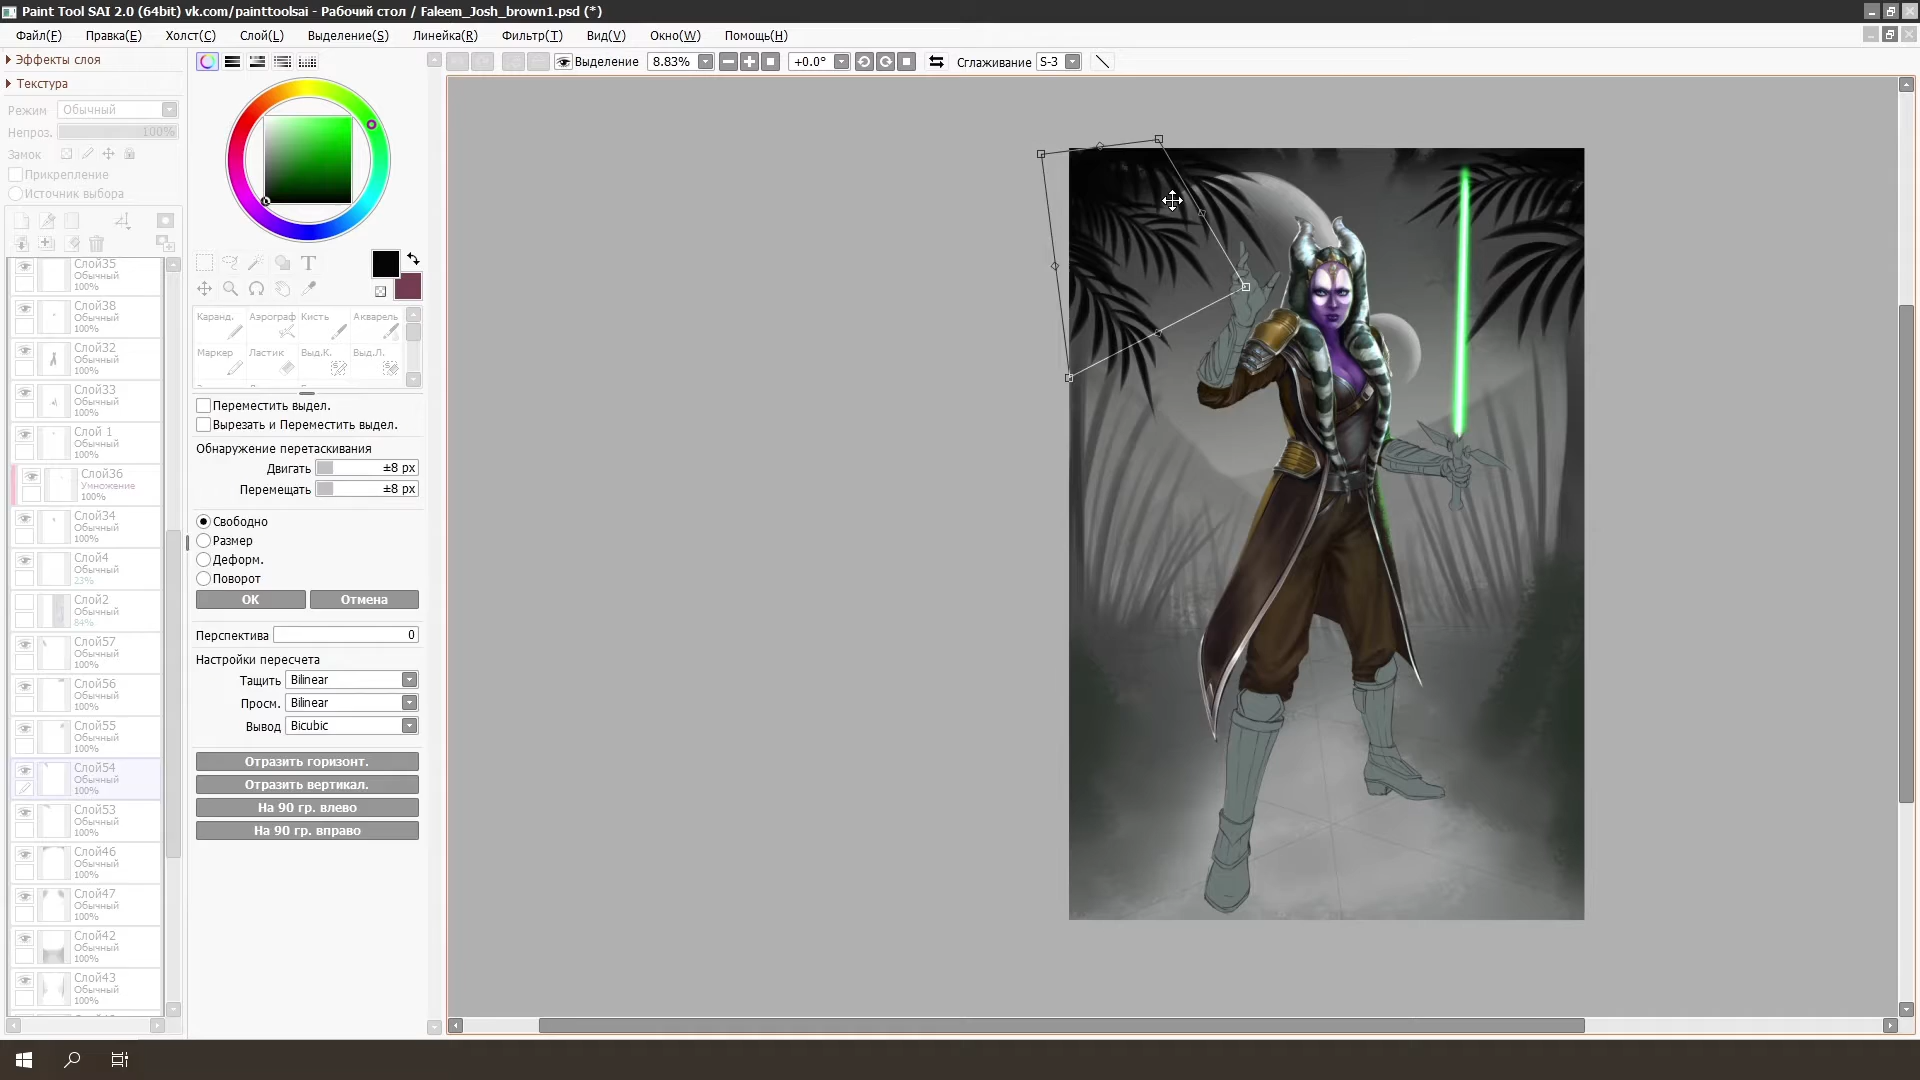 Paint Tool SAI 2.0 (64bit) vk.com/painttoolsai - Рабочий стол / Faleem_Josh_brown1.psd (*)
Файл(F) Правка(E) Холст(C) Слой(L) Выделение(S) Линейка(R) Фильтр(T) Вид(V) Окно(W) Помощь(H)
Эффекты слоя
Выделение 8.83% +0.0° Сглаживание S-3
Текстура
Режим Обычный
Непроз. 100%
Замок
Прикрепление
Источник выбора
T
Слой35
Обычный
100%
Слой38
Обычный
100%
Слой32
Обычный
100%
Слой33
Обычный
100%
Слой 1
Обычный
100%
Слой36
Умножение
100%
Слой34
Обычный
100%
Слой4
Обычный
23%
Слой2
Обычный
84%
Слой57
Обычный
100%
Слой56
Обычный
100%
Слой55
Обычный
100%
Слой54
Обычный
100%
Слой53
Обычный
100%
Слой46
Обычный
100%
Слой47
Обычный
100%
Слой42
Обычный
100%
Слой43
Обычный
100%
Каранд. Аэрограф Кисть Акварель
Маркер Ластик Выд.К. Выд.Л.
Переместить выдел.
Вырезать и Переместить выдел.
Обнаружение перетаскивания
Двигать ±8 px
Перемещать ±8 px
Свободно
Размер
Деформ.
Поворот
OK Отмена
Перспектива 0
Настройки пересчета
Тащить Bilinear
Просм. Bilinear
Вывод Bicubic
Отразить горизонт.
Отразить вертикал.
На 90 гр. влево
На 90 гр. вправо